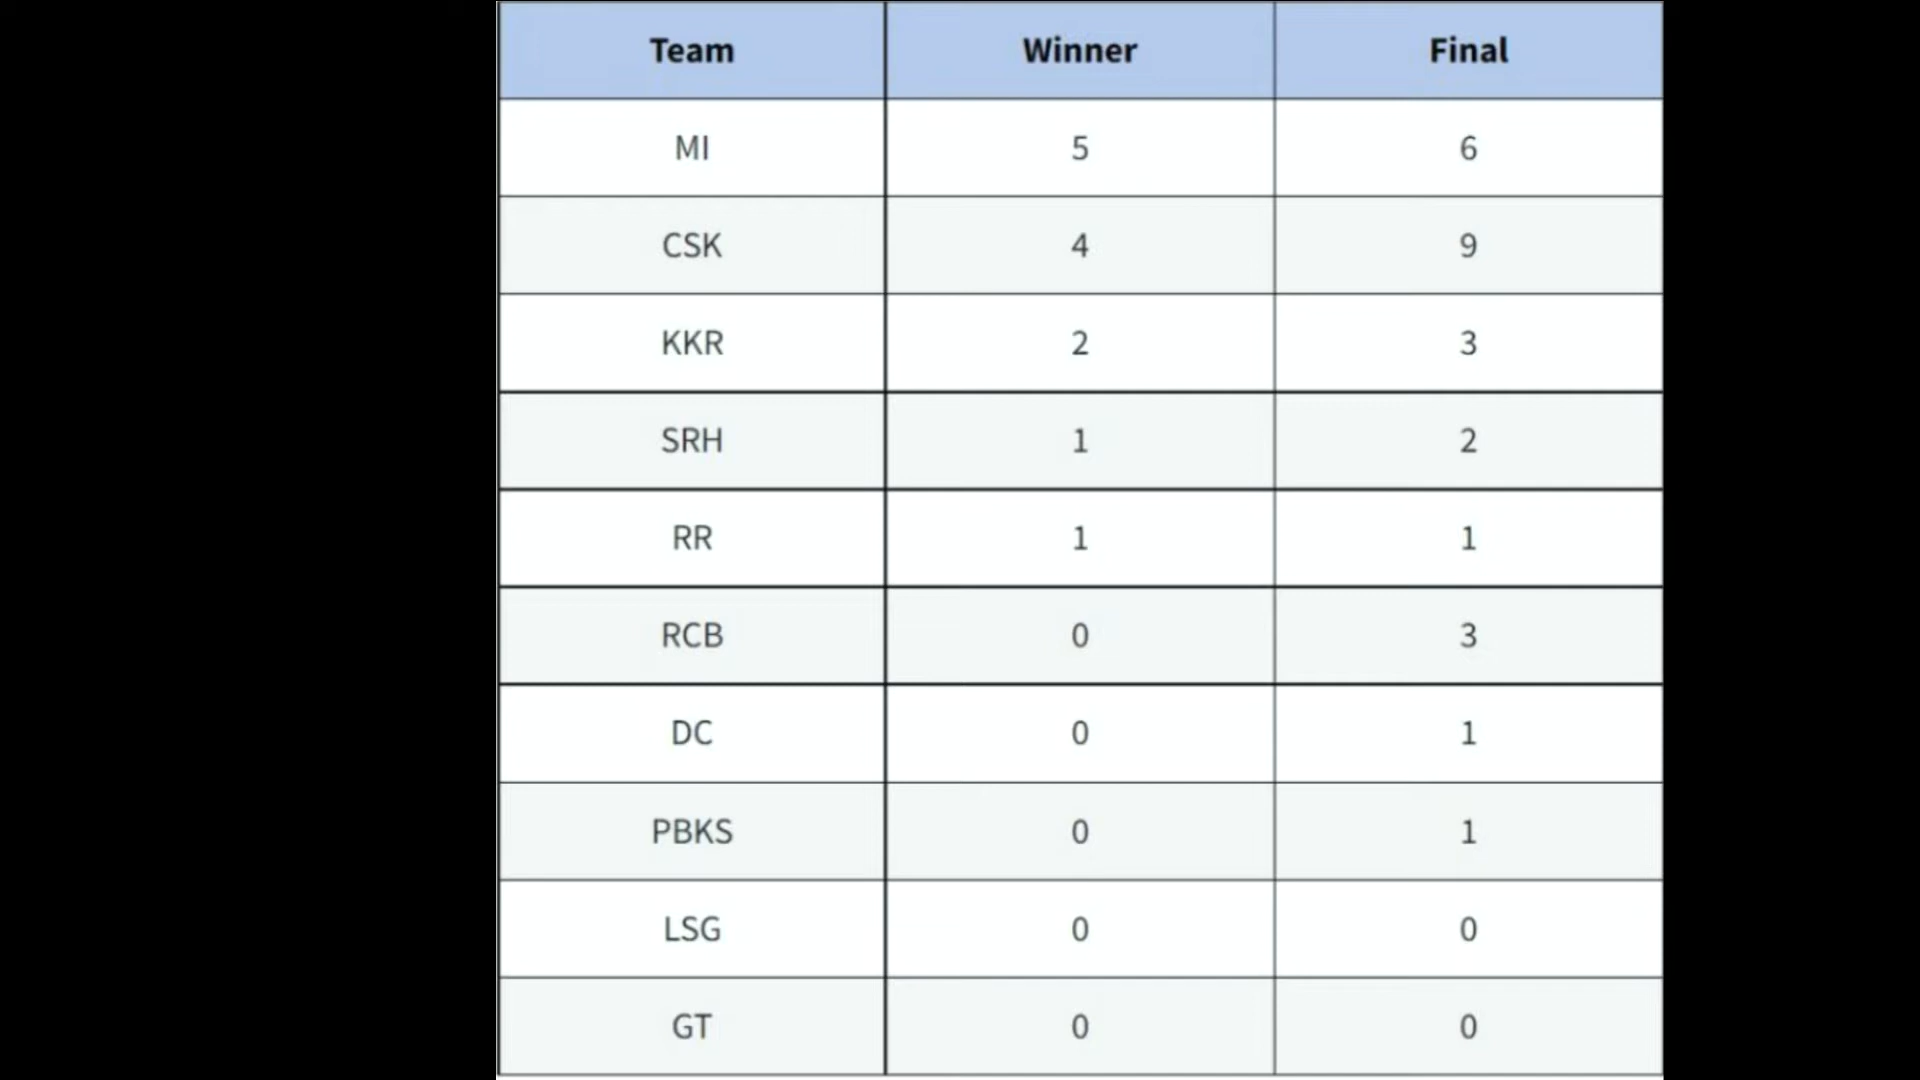 Team Winner Final
MI 5 6
CSK 4 9
KKR 2 3
SRH 1 2
RR 1 1
RCB 0 3
DC 0 1
PBKS 0 1
LSG 0 0
GT 0 0